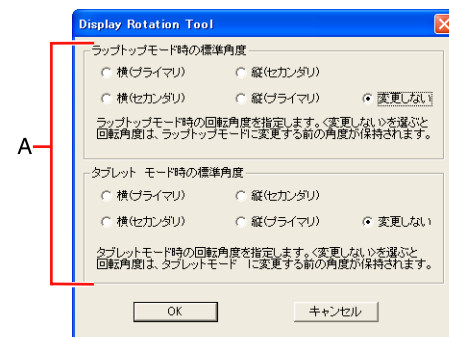 Display Rotation Tool
ラップトップモード時の標準角度
横(プライマリ) 縦(セカンダリ)
横(セカンダリ) 縦(プライマリ) 変更しない
ラップトップモード時の回転角度を指定します。<変更しない>を選ぶと
回転角度は、ラップトップモードに変更する前の角度が保持されます。
A
タブレット モード時の標準角度
横(プライマリ) 縦(セカンダリ)
横(セカンダリ) 縦(プライマリ) 変更しない
タブレットモード時の回転角度を指定します。<変更しない>を選ぶと
回転角度は、タブレットモード に変更する前の角度が保持されます。
OK キャンセル